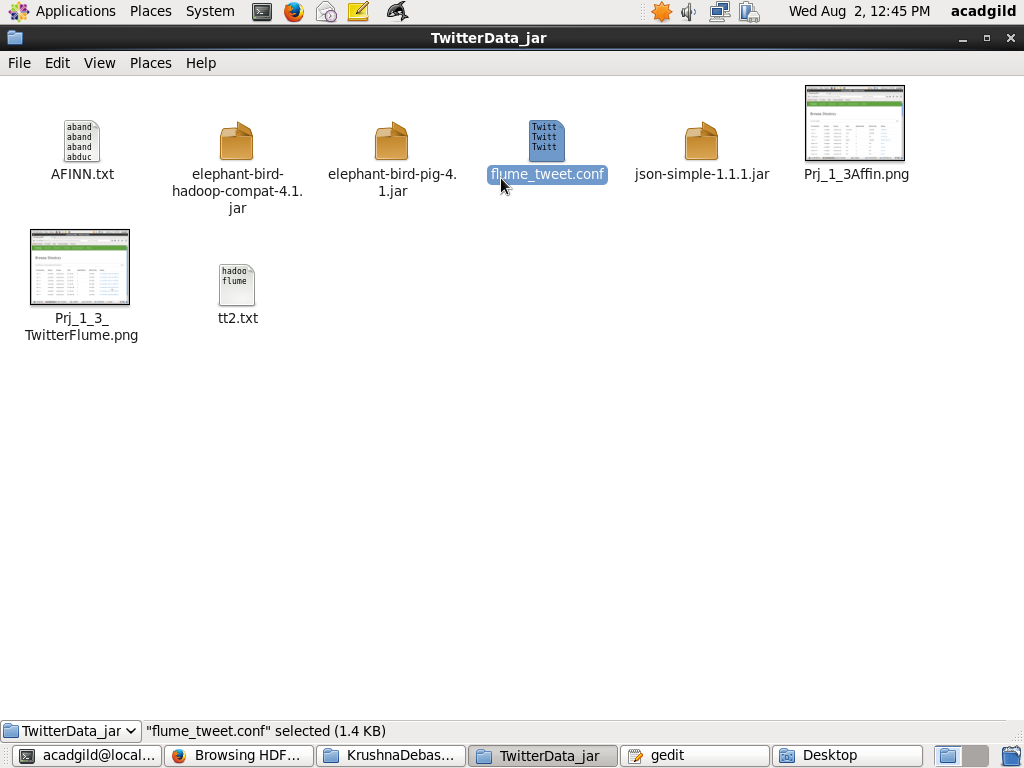 Applications Places System Wed Aug 2, 12:45 PM acadgild
TwitterData_jar
File Edit View Places Help
aband
aband
aband
abduc
AFINN.txt
elephant-bird-
hadoop-compat-4.1.
jar
elephant-bird-pig-4.
1.jar
Twitt
Twitt
Twitt
flume_tweet.conf
json-simple-1.1.1.jar
Prj_1_3Affin.png
Prj_1_3_
TwitterFlume.png
hadoo
flume
tt2.txt
TwitterData_jar "flume_tweet.conf" selected (1.4 KB)
acadgild@local... Browsing HDF... KrushnaDebas... TwitterData_jar gedit Desktop